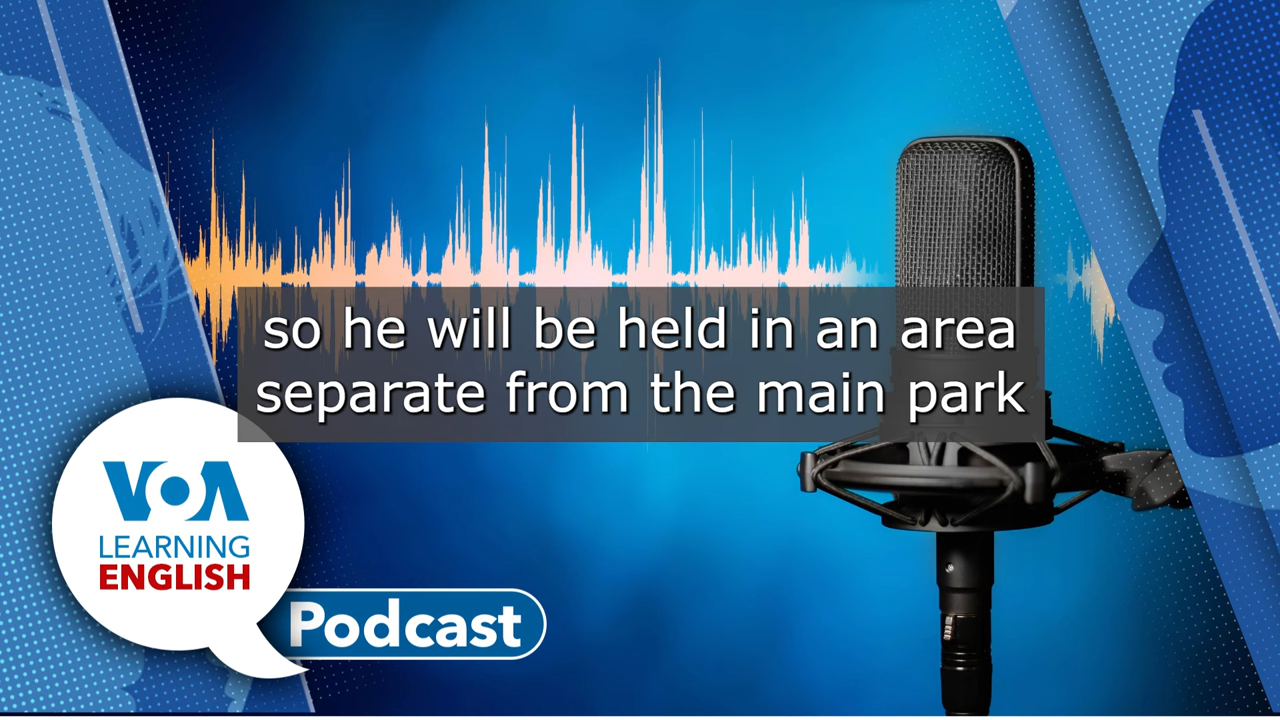 so he will be held in an area
separate from the main park
VOA
LEARNING
ENGLISH
Podcast